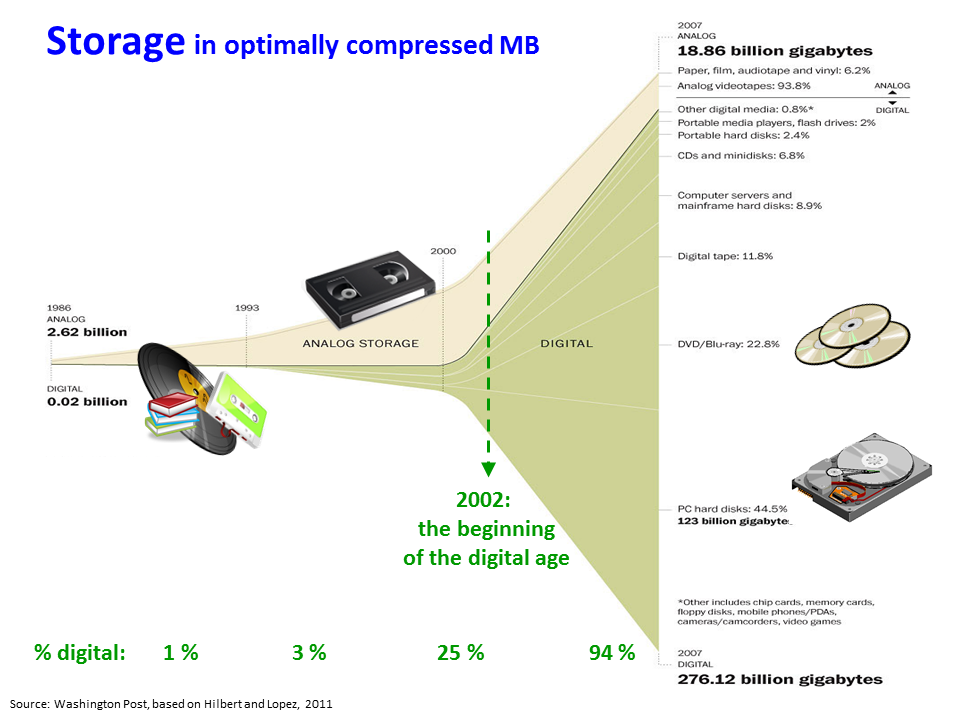 Storage in optimally compressed MB
2007
ANALOG
18.86 billion gigabytes
Paper, film, audiotape and vinyl: 6.2%
Analog videotapes: 93.8%
ANALOG
DIGITAL
Other digital media: 0.8%*
Portable media players, flash drives: 2%
Portable hard disks: 2.4%
CDs and minidisks: 6.8%
Computer servers and
mainframe hard disks: 8.9%
Digital tape: 11.8%
2000
1986
ANALOG
2.62 billion
1993
ANALOG STORAGE
DIGITAL
DVD/Blu-ray: 22.8%
DIGITAL
0.02 billion
2002:
the beginning
of the digital age
PC hard disks: 44.5%
123 billion gigabyte
*Other includes chip cards, memory cards,
floppy disks, mobile phones/PDAs,
cameras/camcorders, video games
% digital: 1 % 3 % 25 % 94 %
2007
DIGITAL
276.12 billion gigabytes
Source: Washington Post, based on Hilbert and Lopez, 2011